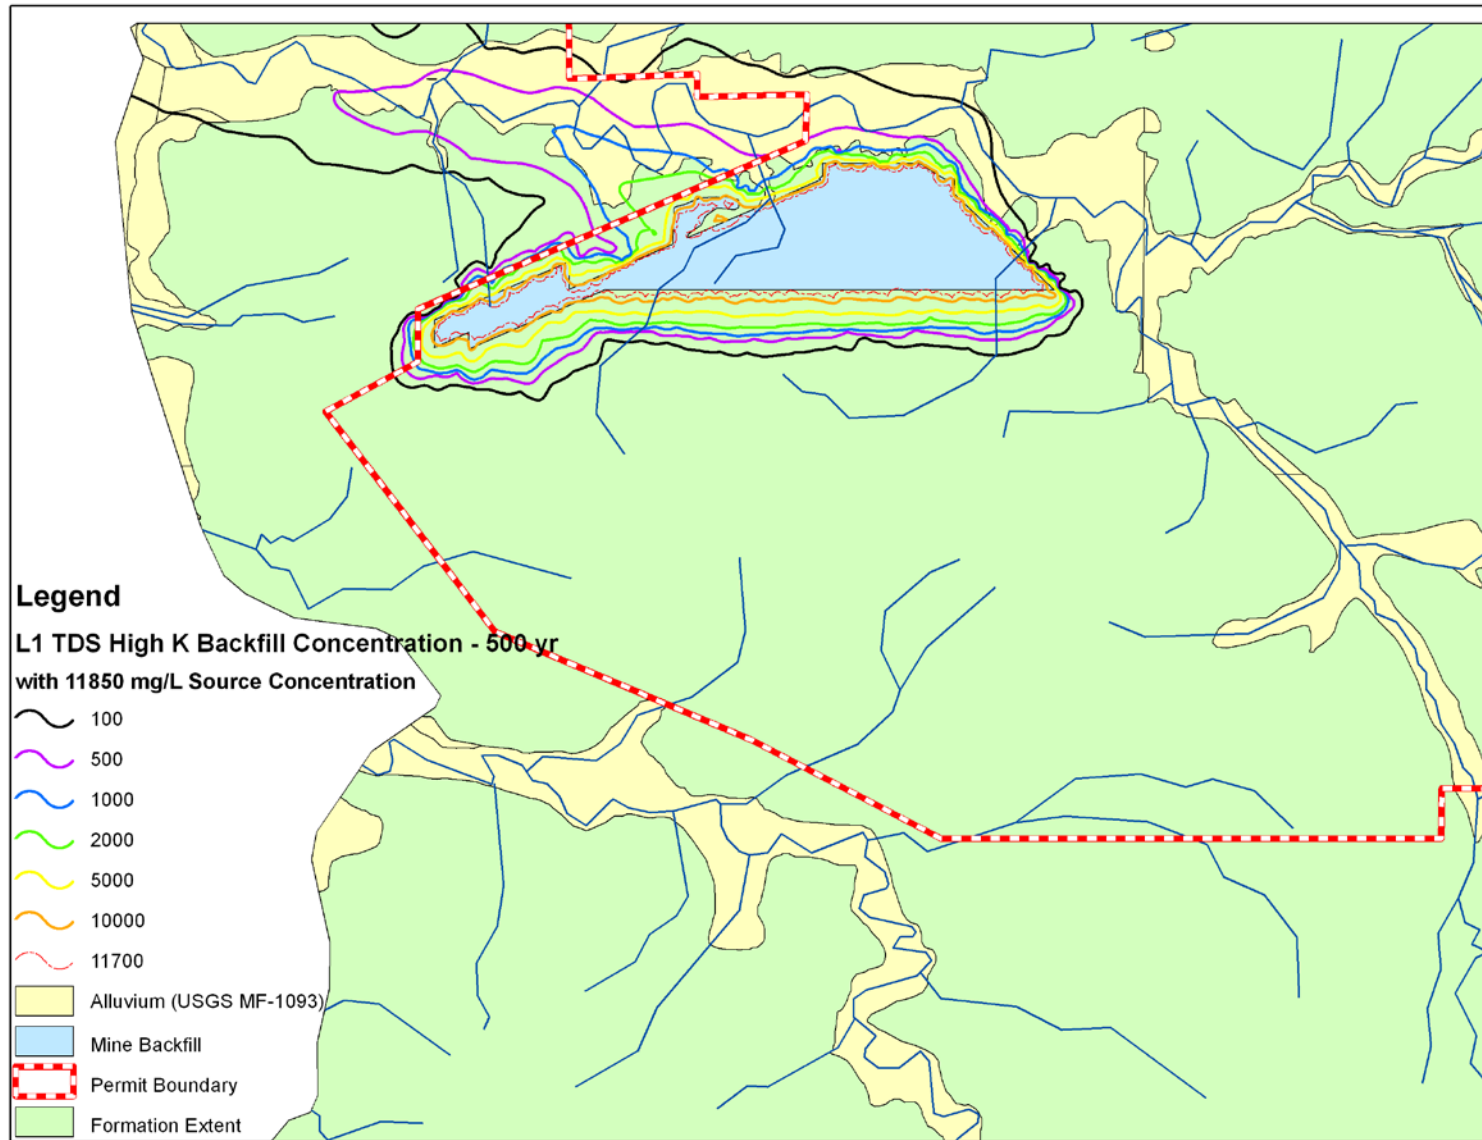 Legend
L1 TDS High K Backfill Concentration - 500 yr
with 11850 mg/L Source Concentration
100
500
1000
2000
5000
10000
11700
Alluvium (USGS MF-1093)
Mine Backfill
Permit Boundary
Formation Extent